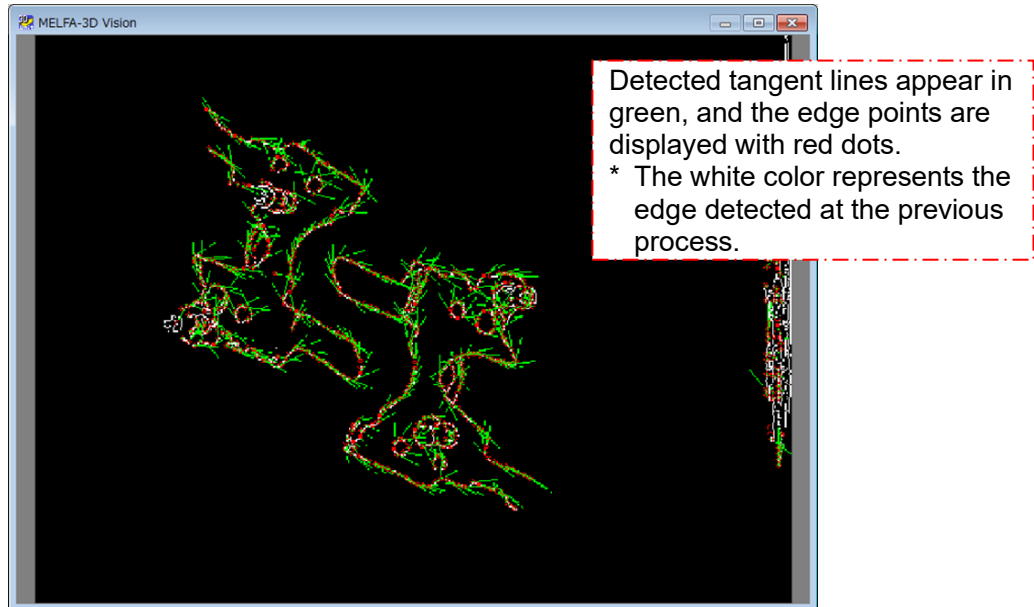 MELFA-3D Vision
Detected tangent lines appear in
green, and the edge points are
displayed with red dots.
* The white color represents the
edge detected at the previous
process.